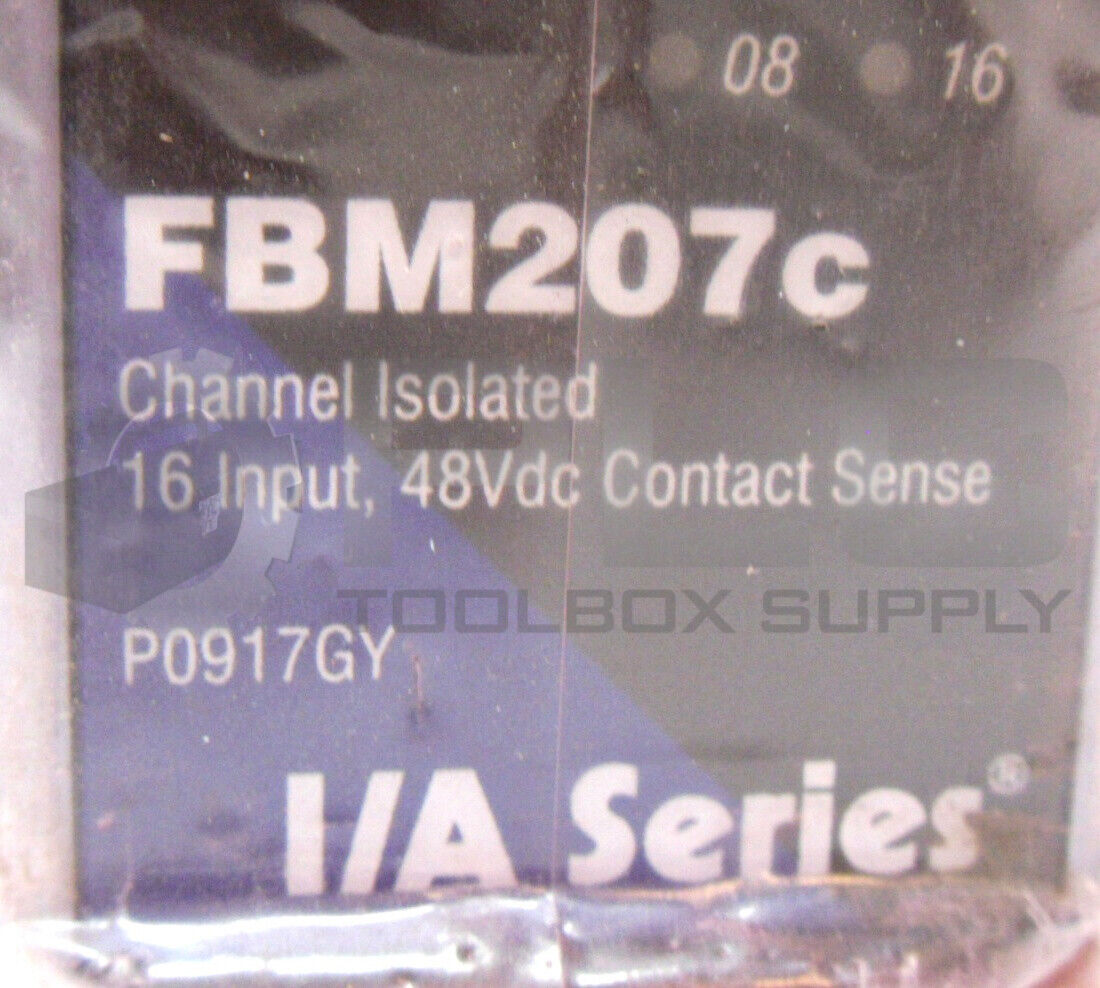 08 16
FBM207c
Channel Isolated
16 Input, 48Vdc Contact Sense
TOOLBOX SUPPLY
P0917GY
I/A Series®